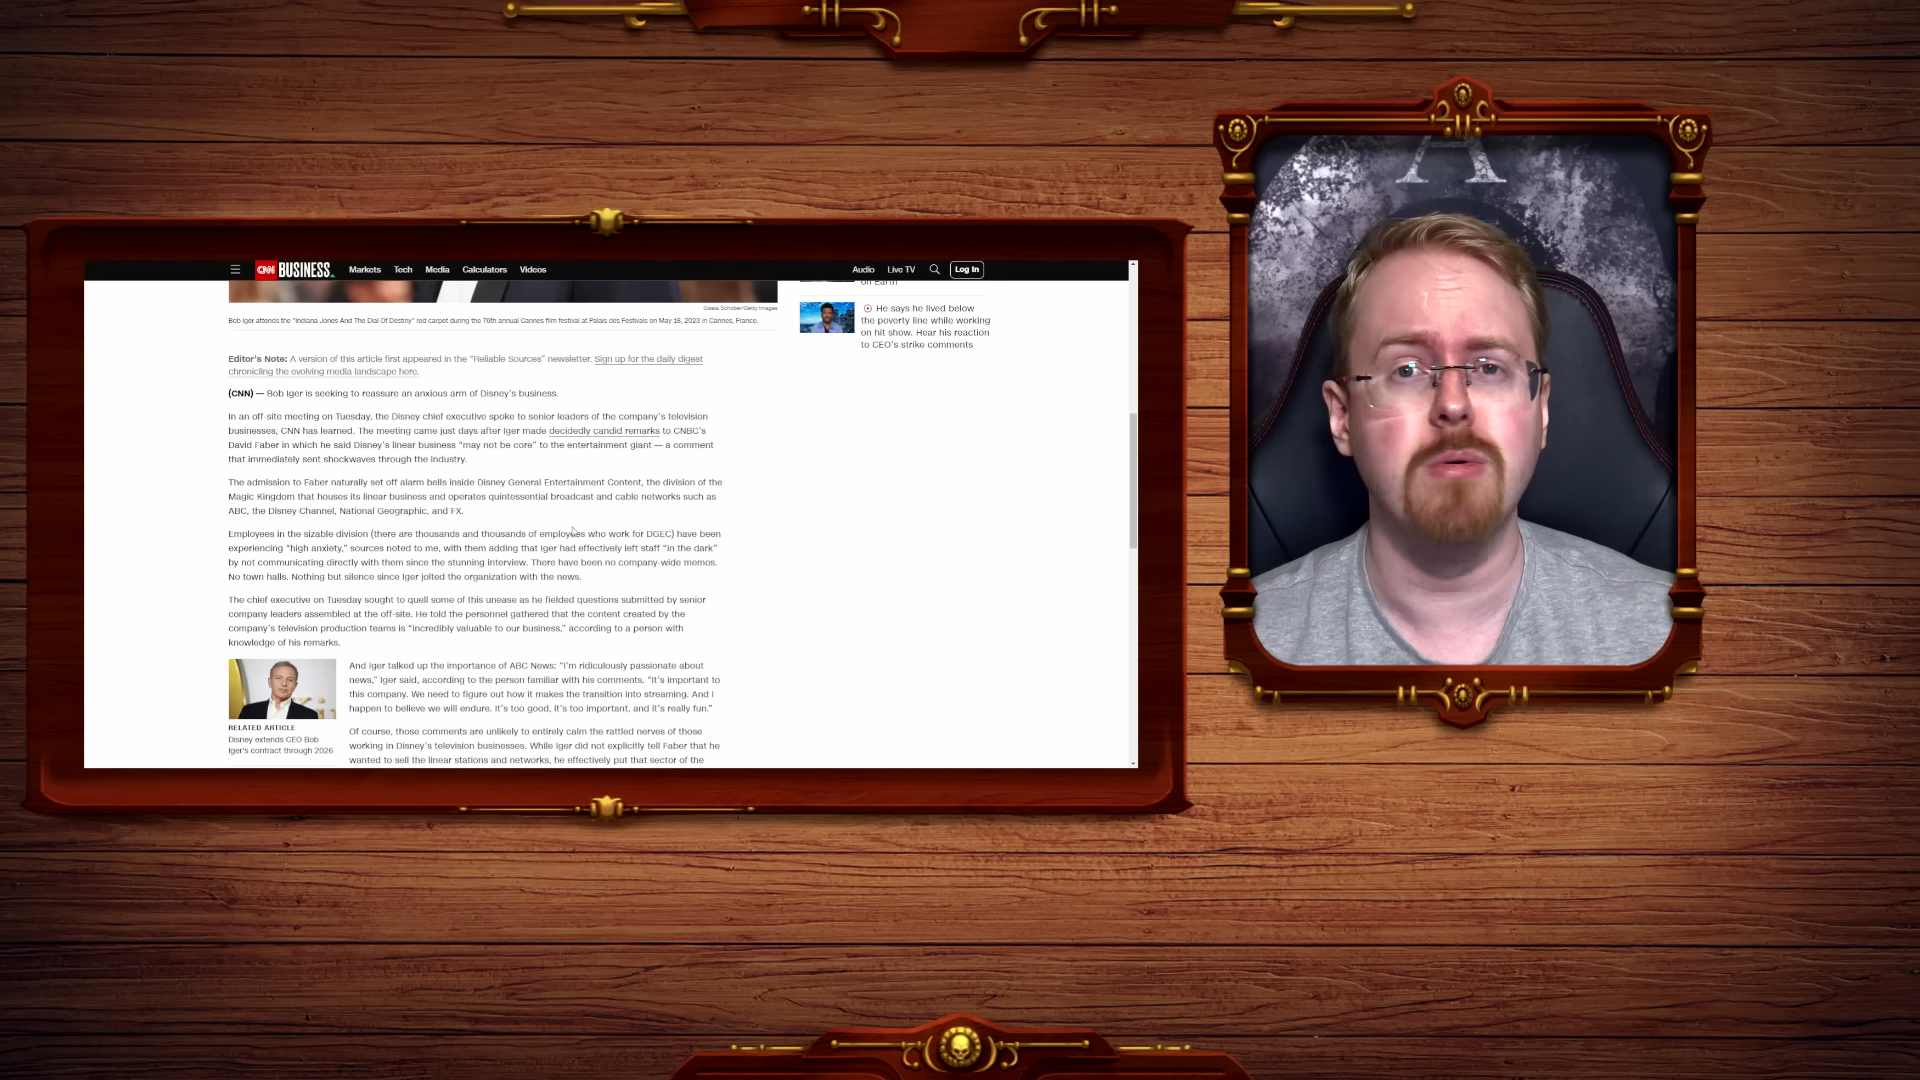 A
CNN BUSINESS
Markets Tech Media Calculators Videos
Audio Live TV Log In
on Earth
Gisela Schober/Getty Images
Bob Iger attends the "Indiana Jones And The Dial Of Destiny" red carpet during the 76th annual Cannes film festival at Palais des Festivals on May 18, 2023 in Cannes, France.
He says he lived below
the poverty line while working
on hit show. Hear his reaction
to CEO's strike comments
Editor's Note: A version of this article first appeared in the "Reliable Sources" newsletter. Sign up for the daily digest
chronicling the evolving media landscape here.
(CNN) — Bob Iger is seeking to reassure an anxious arm of Disney's business.
In an off-site meeting on Tuesday, the Disney chief executive spoke to senior leaders of the company's television
businesses, CNN has learned. The meeting came just days after Iger made decidedly candid remarks to CNBC's
David Faber in which he said Disney's linear business "may not be core" to the entertainment giant — a comment
that immediately sent shockwaves through the industry.
The admission to Faber naturally set off alarm bells inside Disney General Entertainment Content, the division of the
Magic Kingdom that houses its linear business and operates quintessential broadcast and cable networks such as
ABC, the Disney Channel, National Geographic, and FX.
Employees in the sizable division (there are thousands and thousands of employees who work for DGEC) have been
experiencing "high anxiety," sources noted to me, with them adding that Iger had effectively left staff "in the dark"
by not communicating directly with them since the stunning interview. There have been no company-wide memos.
No town halls. Nothing but silence since Iger jolted the organization with the news.
The chief executive on Tuesday sought to quell some of this unease as he fielded questions submitted by senior
company leaders assembled at the off-site. He told the personnel gathered that the content created by the
company's television production teams is "incredibly valuable to our business," according to a person with
knowledge of his remarks.
And Iger talked up the importance of ABC News: "I'm ridiculously passionate about
news," Iger said, according to the person familiar with his comments. "It's important to
this company. We need to figure out how it makes the transition into streaming. And I
happen to believe we will endure. It's too good, it's too important, and it's really fun."
RELATED ARTICLE
Disney extends CEO Bob
Iger's contract through 2026
Of course, those comments are unlikely to entirely calm the rattled nerves of those
working in Disney's television businesses. While Iger did not explicitly tell Faber that he
wanted to sell the linear stations and networks, he effectively put that sector of the